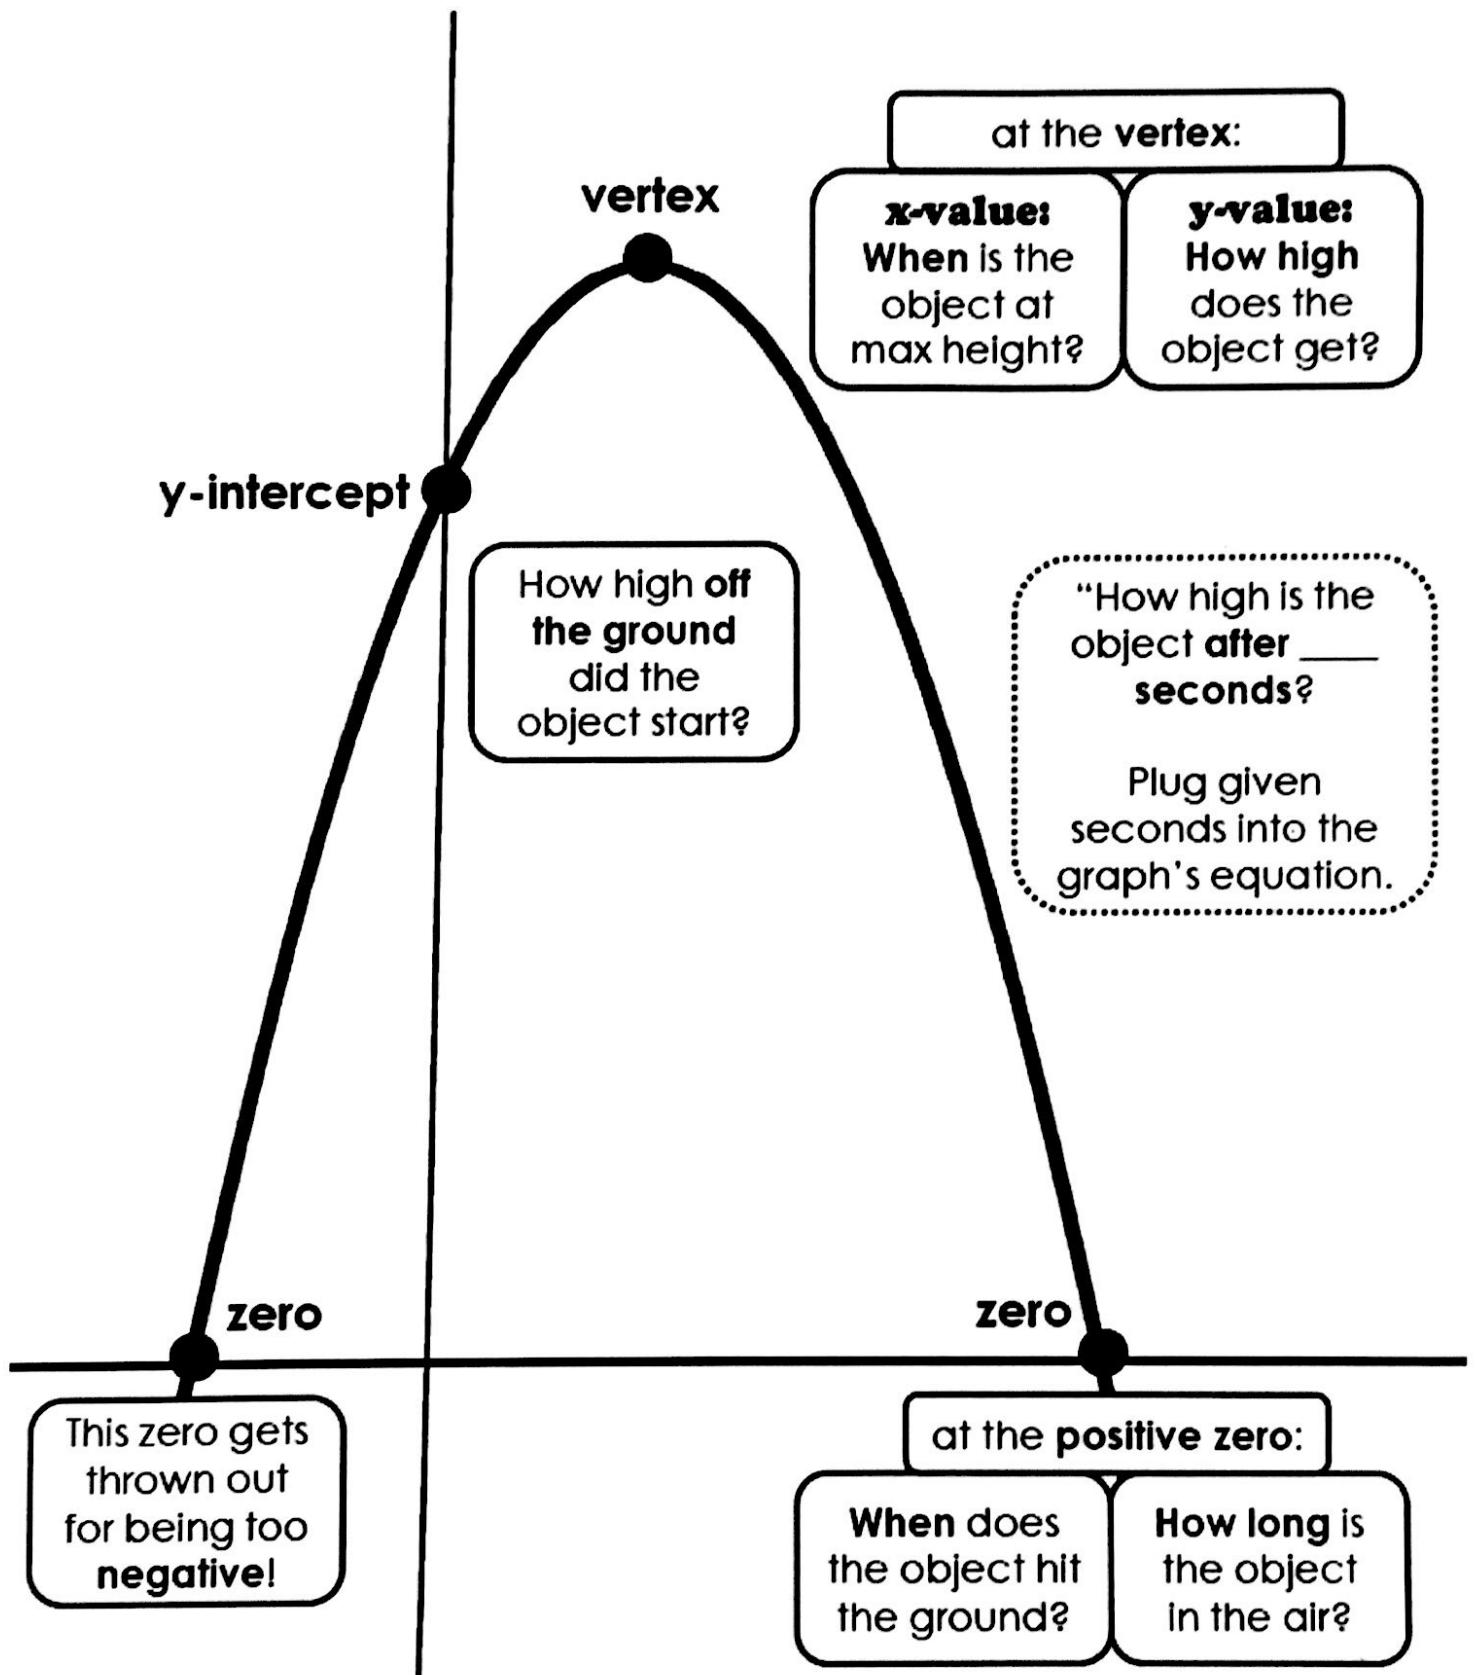 at the vertex:
vertex
x-value:
When is the
object at
max height?
y-value:
How high
does the
object get?
y-intercept
How high off
the ground
did the
object start?
“How high is the
object after ____
seconds?
Plug given
seconds into the
graph's equation.
zero
zero
This zero gets
thrown out
for being too
negative!
at the positive zero:
When does
the object hit
the ground?
How long is
the object
in the air?